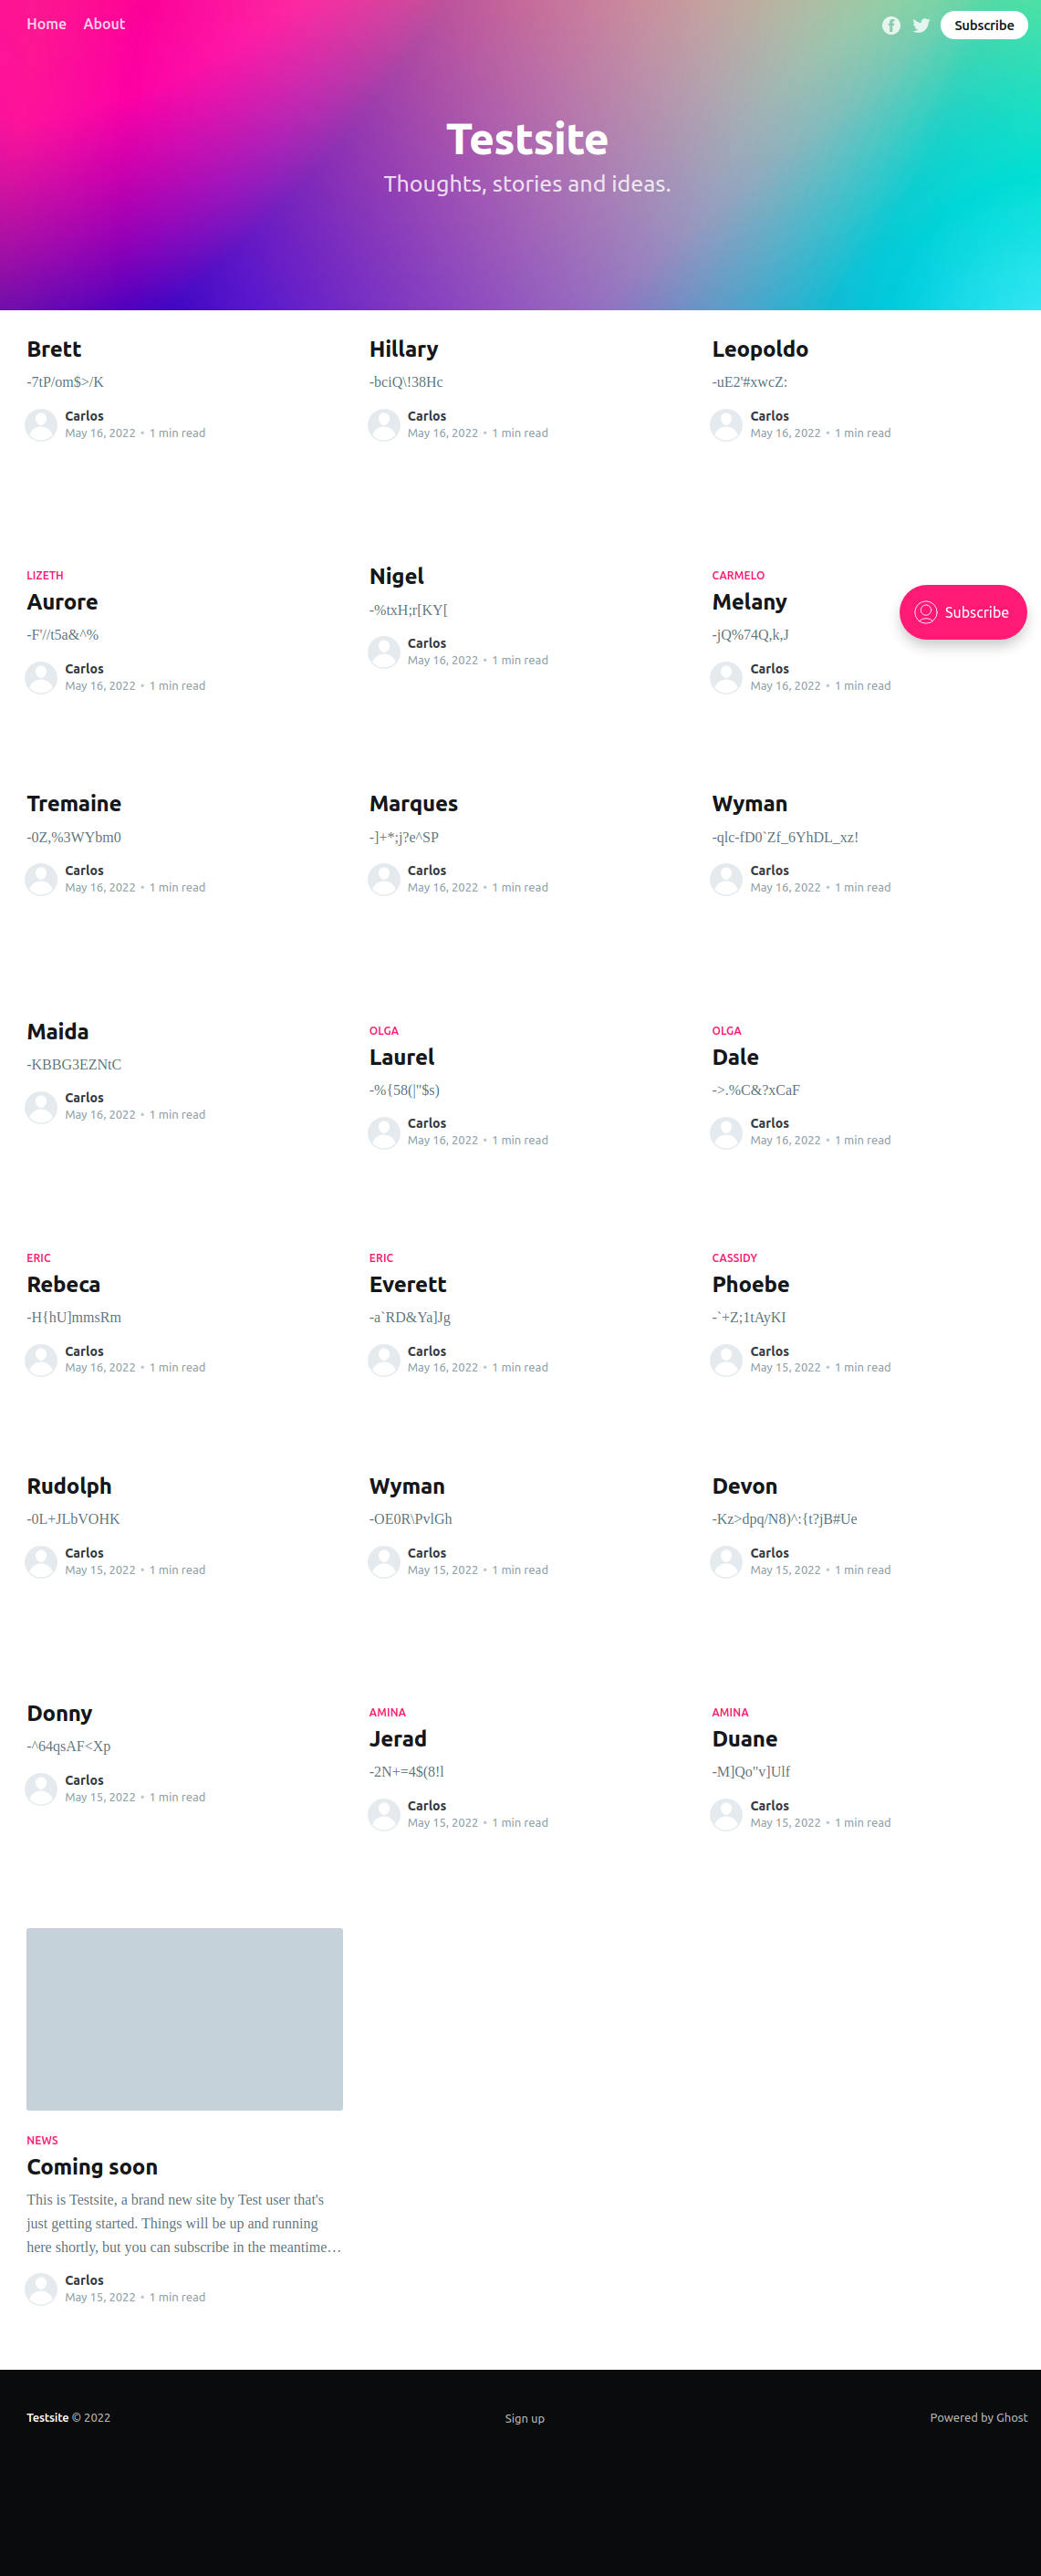 Home About Subscribe
Testsite
Thoughts, stories and ideas.
Brett
-7tP/om$>/K
Carlos
May 16, 2022 • 1 min read
Hillary
-bciQ\!38Hc
Carlos
May 16, 2022 • 1 min read
Leopoldo
-uE2'#xwcZ:
Carlos
May 16, 2022 • 1 min read
LIZETH
Aurore
-F'//t5a&^%
Carlos
May 16, 2022 • 1 min read
Nigel
-%txH;r[KY[
Carlos
May 16, 2022 • 1 min read
CARMELO
Melany
-jQ%74Q,k,J
Carlos
May 16, 2022 • 1 min read
Subscribe
Tremaine
-0Z,%3WYbm0
Carlos
May 16, 2022 • 1 min read
Marques
-]+*;j?e^SP
Carlos
May 16, 2022 • 1 min read
Wyman
-qlc-fD0`Zf_6YhDL_xz!
Carlos
May 16, 2022 • 1 min read
Maida
-KBBG3EZNtC
Carlos
May 16, 2022 • 1 min read
OLGA
Laurel
-%{58(|"$s)
Carlos
May 16, 2022 • 1 min read
OLGA
Dale
->.%C&?xCaF
Carlos
May 16, 2022 • 1 min read
ERIC
Rebeca
-H{hU]mmsRm
Carlos
May 16, 2022 • 1 min read
ERIC
Everett
-a`RD&Ya]Jg
Carlos
May 16, 2022 • 1 min read
CASSIDY
Phoebe
-`+Z;1tAyKI
Carlos
May 15, 2022 • 1 min read
Rudolph
-0L+JLbVOHK
Carlos
May 15, 2022 • 1 min read
Wyman
-OE0R\PvlGh
Carlos
May 15, 2022 • 1 min read
Devon
-Kz>dpq/N8)^:{t?jB#Ue
Carlos
May 15, 2022 • 1 min read
Donny
-^64qsAF<Xp
Carlos
May 15, 2022 • 1 min read
AMINA
Jerad
-2N+=4$(8!l
Carlos
May 15, 2022 • 1 min read
AMINA
Duane
-M]Qo"v]Ulf
Carlos
May 15, 2022 • 1 min read
NEWS
Coming soon
This is Testsite, a brand new site by Test user that's
just getting started. Things will be up and running
here shortly, but you can subscribe in the meantime…
Carlos
May 15, 2022 • 1 min read
Testsite © 2022
Sign up
Powered by Ghost